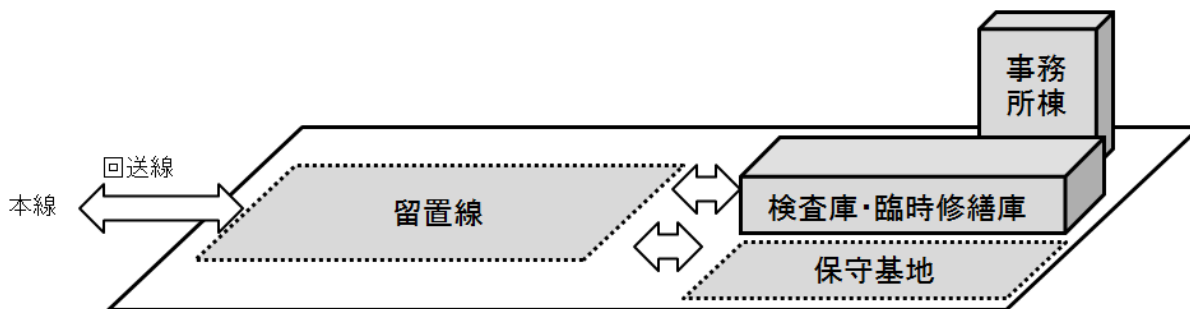 事務
所棟
回送線
本線
留置線
検査庫・臨時修繕庫
保守基地